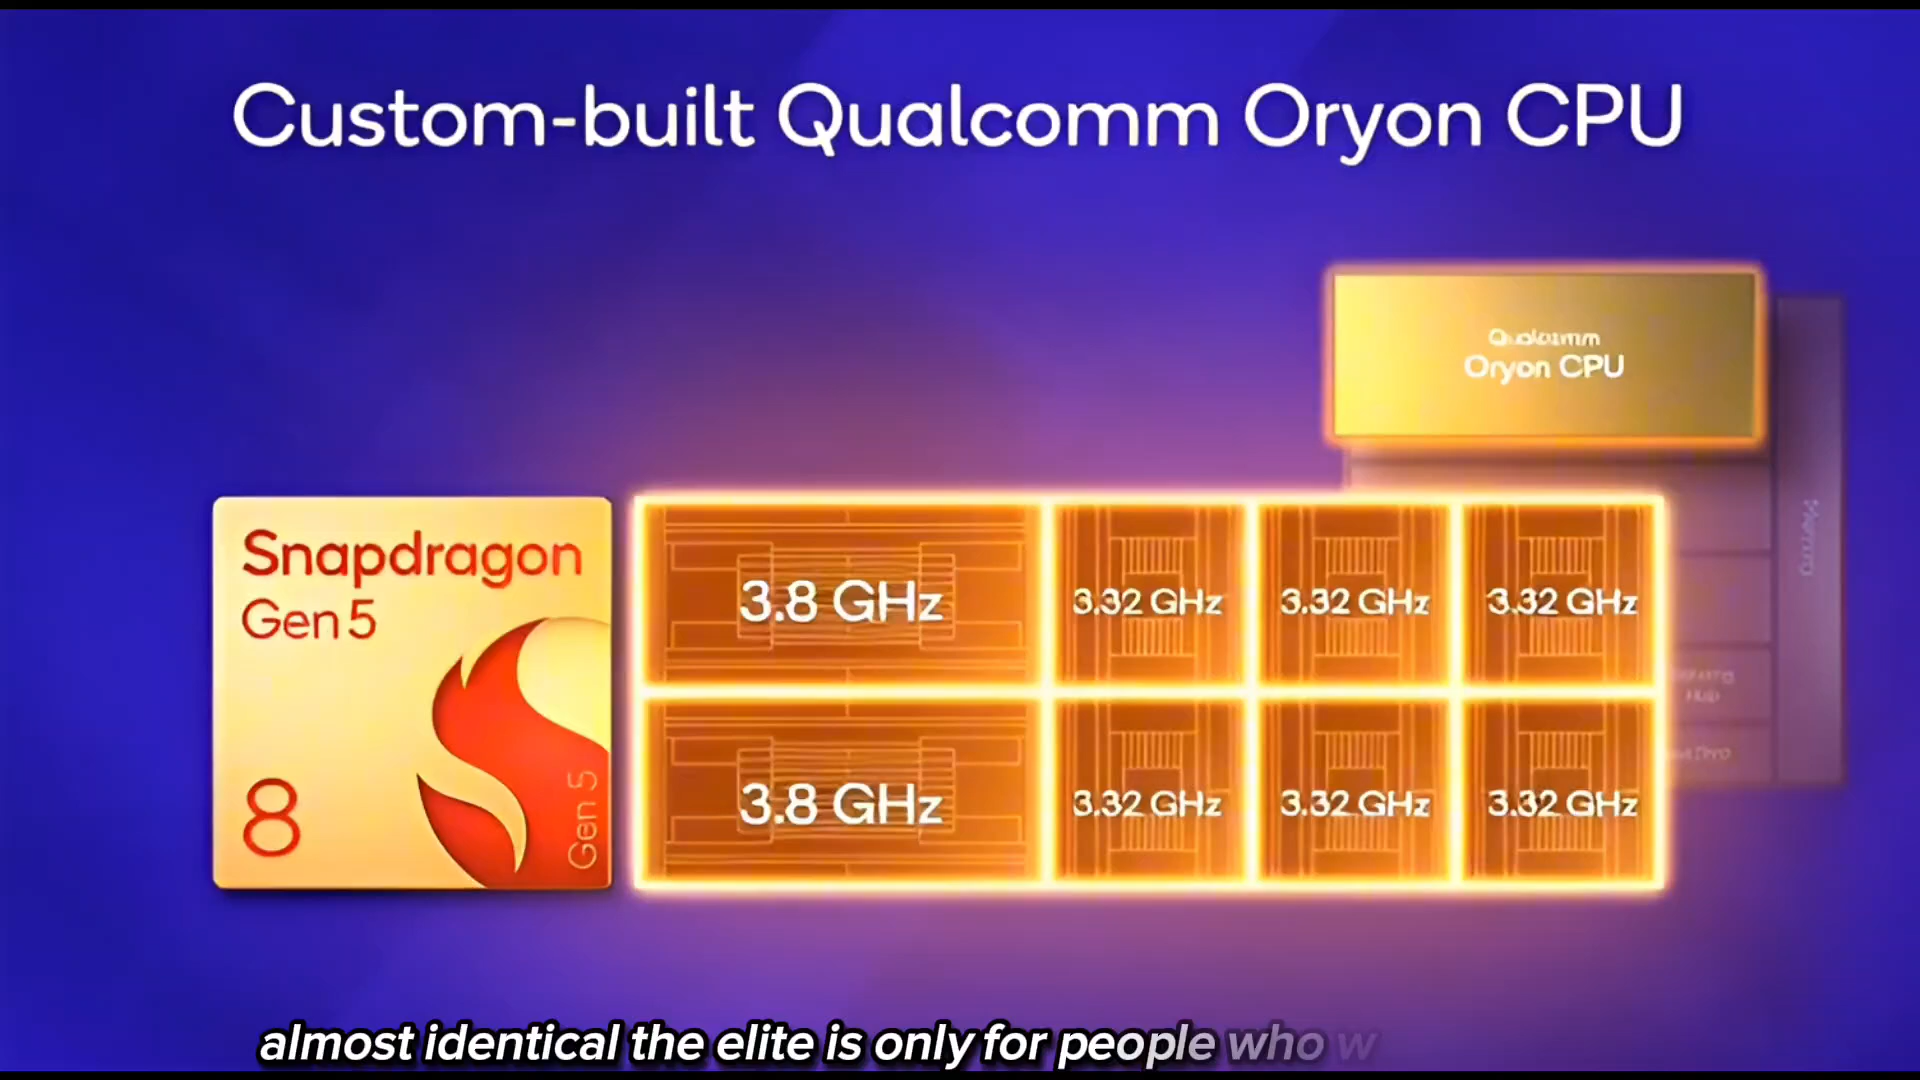 Custom-built Qualcomm Oryon CPU
Qualcomm
Oryon CPU
Snapdragon
Gen 5
8
Gen 5
3.8 GHz
3.32 GHz
3.32 GHz
3.32 GHz
3.8 GHz
3.32 GHz
3.32 GHz
3.32 GHz
Hub
almost identical the elite is only for people who w